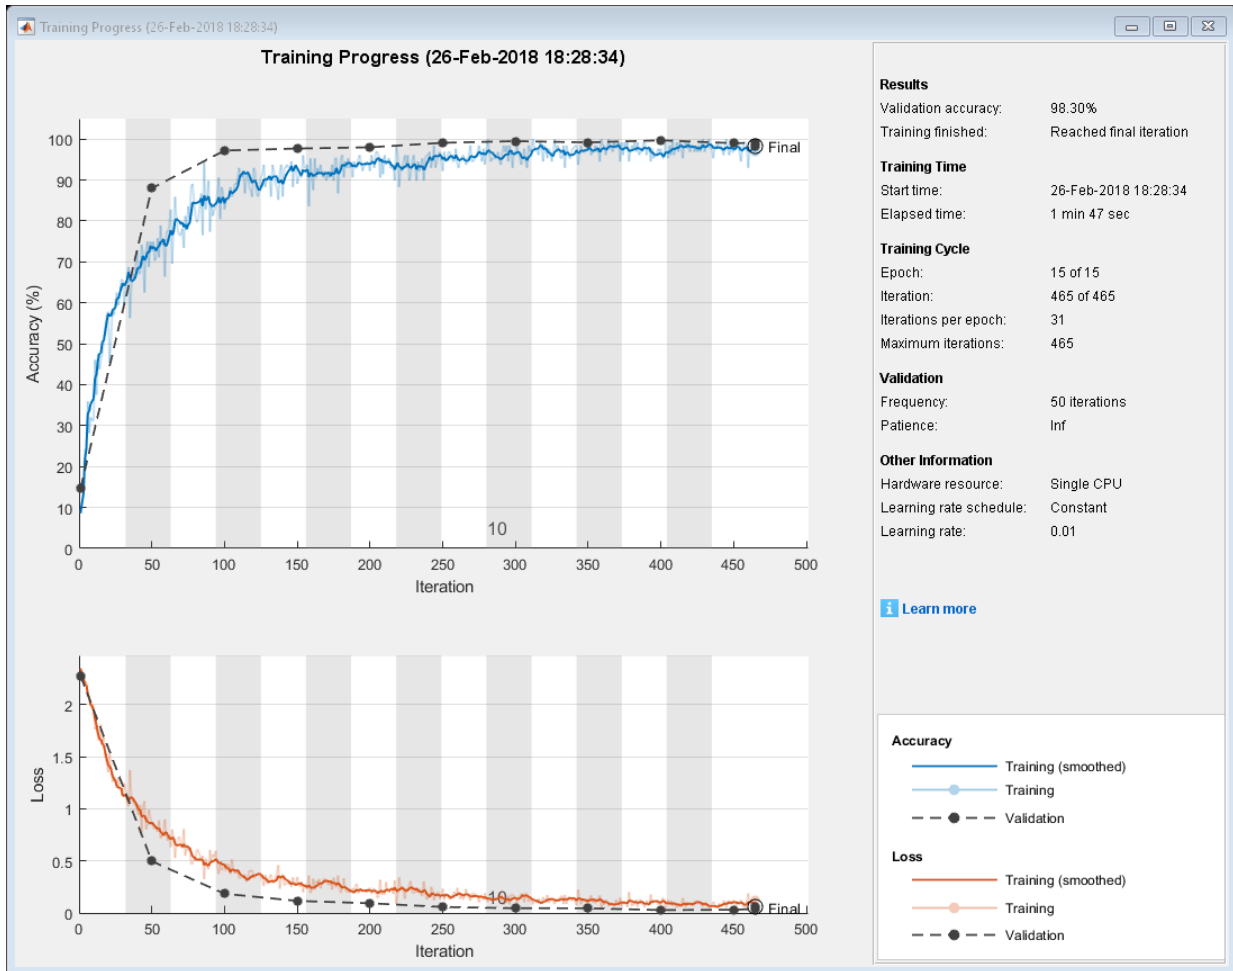 Training Progress (26-Feb-2018 18:28:34)
Training Progress (26-Feb-2018 18:28:34)
Accuracy (%)
100
90
80
70
60
50
40
30
20
10
0
Final
10
0 50 100 150 200 250 300 350 400 450 500
Iteration
Loss
2
1.5
1
0.5
0
10
Final
0 50 100 150 200 250 300 350 400 450 500
Iteration
Results
Validation accuracy: 98.30%
Training finished: Reached final iteration
Training Time
Start time: 26-Feb-2018 18:28:34
Elapsed time: 1 min 47 sec
Training Cycle
Epoch: 15 of 15
Iteration: 465 of 465
Iterations per epoch: 31
Maximum iterations: 465
Validation
Frequency: 50 iterations
Patience: Inf
Other Information
Hardware resource: Single CPU
Learning rate schedule: Constant
Learning rate: 0.01
i Learn more
Accuracy
Training (smoothed)
Training
Validation
Loss
Training (smoothed)
Training
Validation